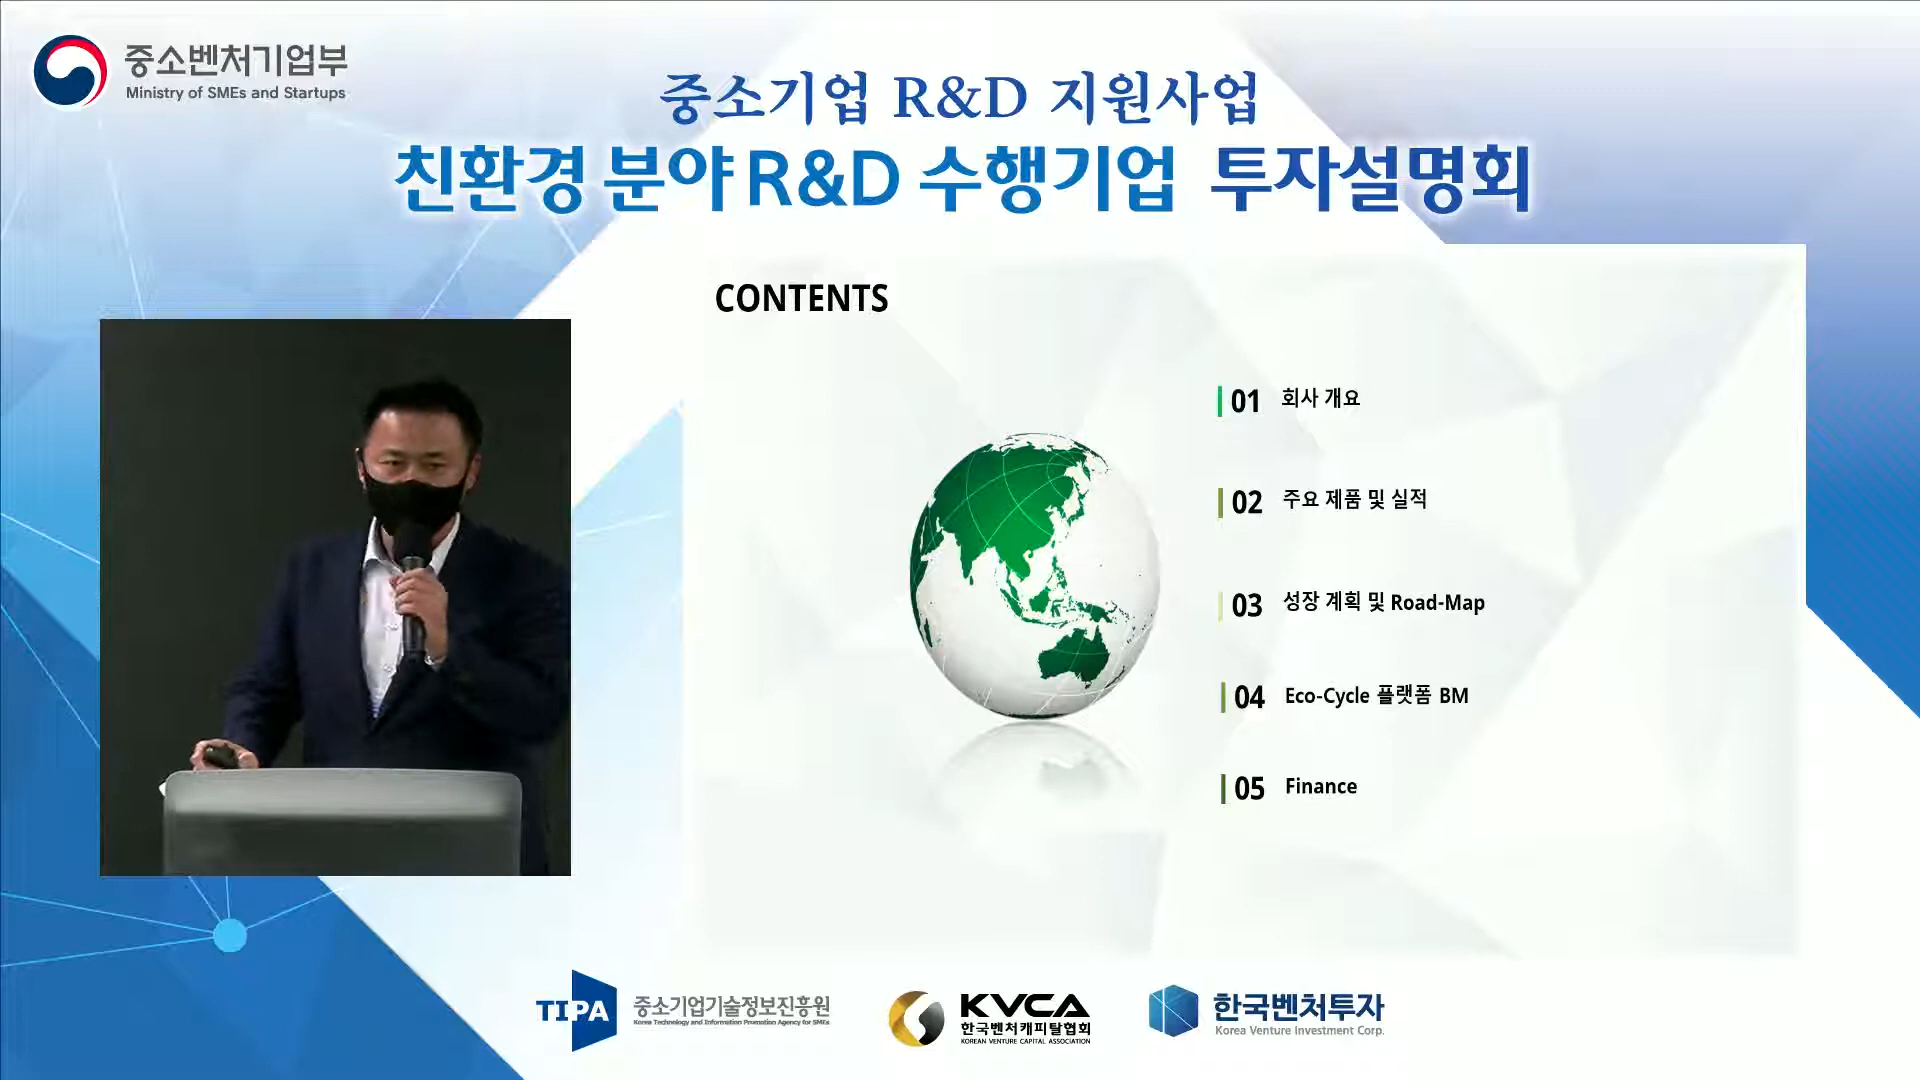 중소벤처기업부
Ministry of SMEs and Startups
중소기업 R&D 지원사업
친환경 분야 R&D 수행기업 투자설명회
CONTENTS
01 회사 개요
02 주요 제품 및 실적
03 성장 계획 및 Road-Map
04 Eco-Cycle 플랫폼 BM
05 Finance
TIPA 중소기업기술정보진흥원
Korea Technology and Information Promotion Agency for SMEs
KVCA
한국벤처캐피탈협회
KOREAN VENTURE CAPITAL ASSOCIATION
한국벤처투자
Korea Venture Investment Corp.